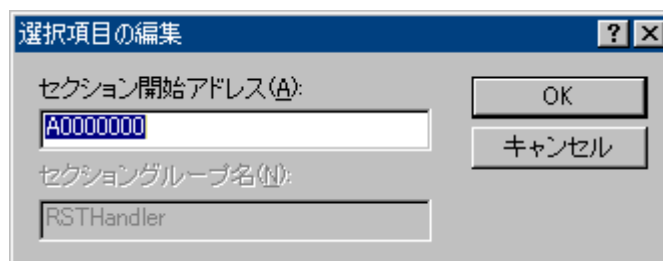 選択項目の編集
セクション開始アドレス(A):
A0000000
セクショングループ名(N):
RSTHandler
OK
キャンセル